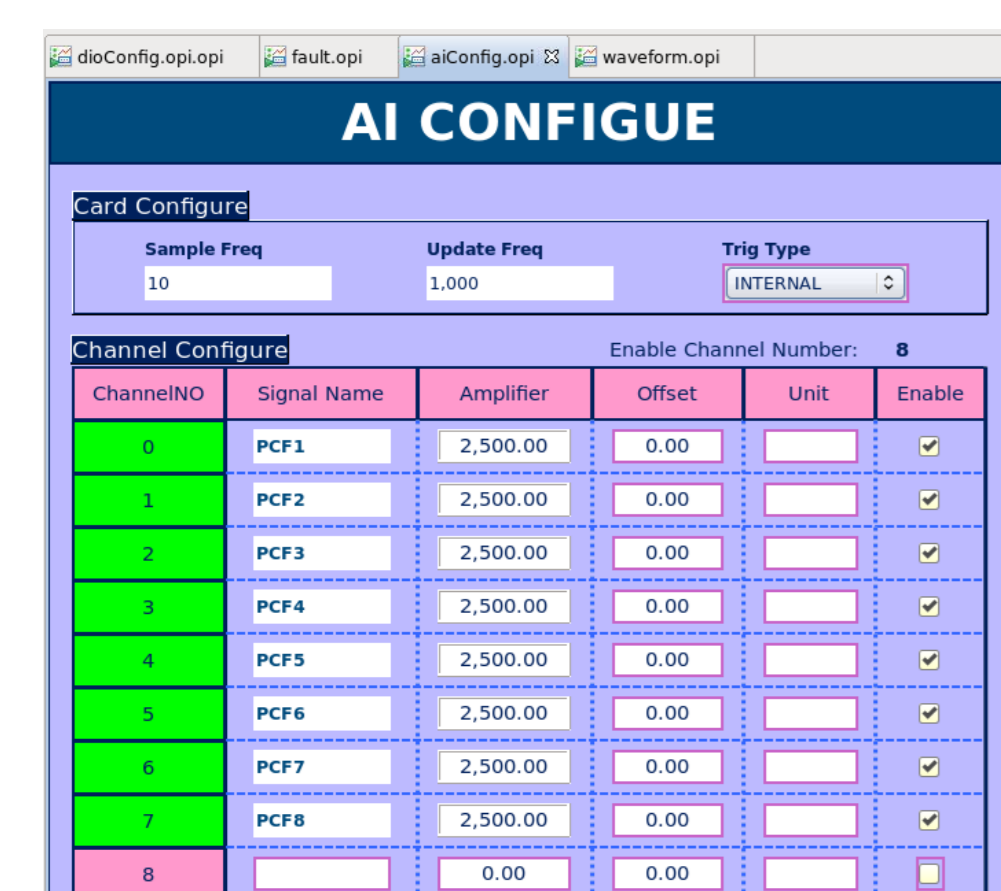 dioConfig.opi.opi fault.opi aiConfig.opi waveform.opi
AI CONFIGUE
Card Configure
Sample Freq Update Freq Trig Type
10 1,000 INTERNAL
Channel Configure Enable Channel Number: 8
ChannelNO Signal Name Amplifier Offset Unit Enable
0 PCF1 2,500.00 0.00
1 PCF2 2,500.00 0.00
2 PCF3 2,500.00 0.00
3 PCF4 2,500.00 0.00
4 PCF5 2,500.00 0.00
5 PCF6 2,500.00 0.00
6 PCF7 2,500.00 0.00
7 PCF8 2,500.00 0.00
8 0.00 0.00